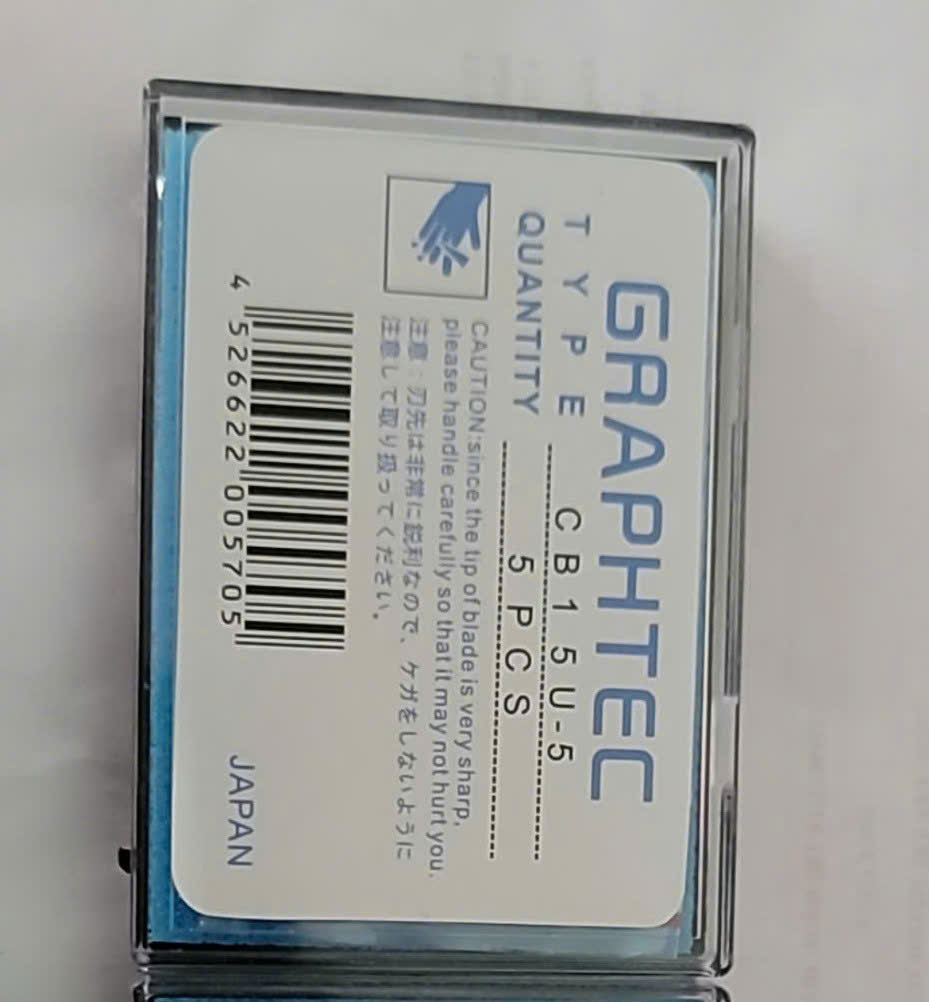 GRAPHTEC
TYPE CB15U-5
QUANTITY 5 PCS
CAUTION:since the tip of blade is very sharp,
please handle carefully so that it may not hurt you.
注意：刃先は非常に鋭利なので、ケガをしないように
注意して取り扱ってください。
4 526622 005705
JAPAN